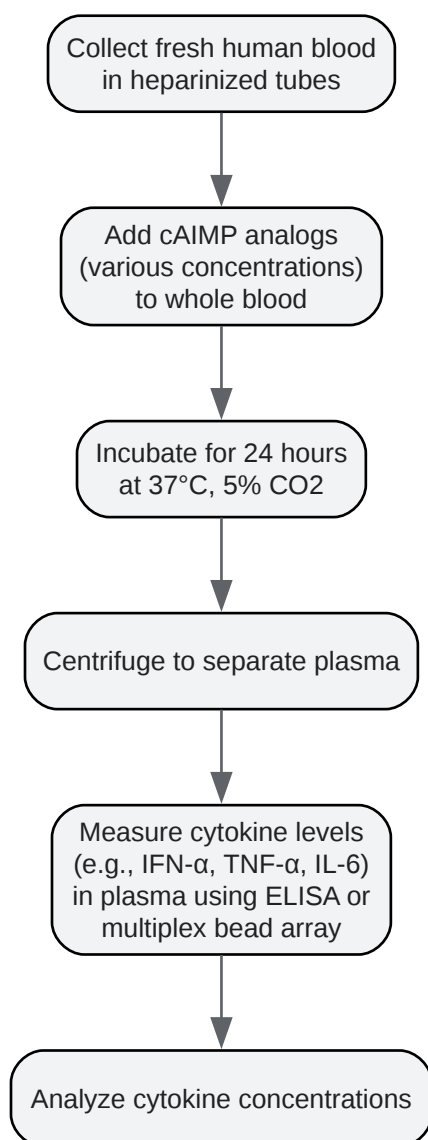 Collect fresh human blood
in heparinized tubes
Add cAIMP analogs
(various concentrations)
to whole blood
Incubate for 24 hours
at 37°C, 5% CO2
Centrifuge to separate plasma
Measure cytokine levels
(e.g., IFN-α, TNF-α, IL-6)
in plasma using ELISA or
multiplex bead array
Analyze cytokine concentrations